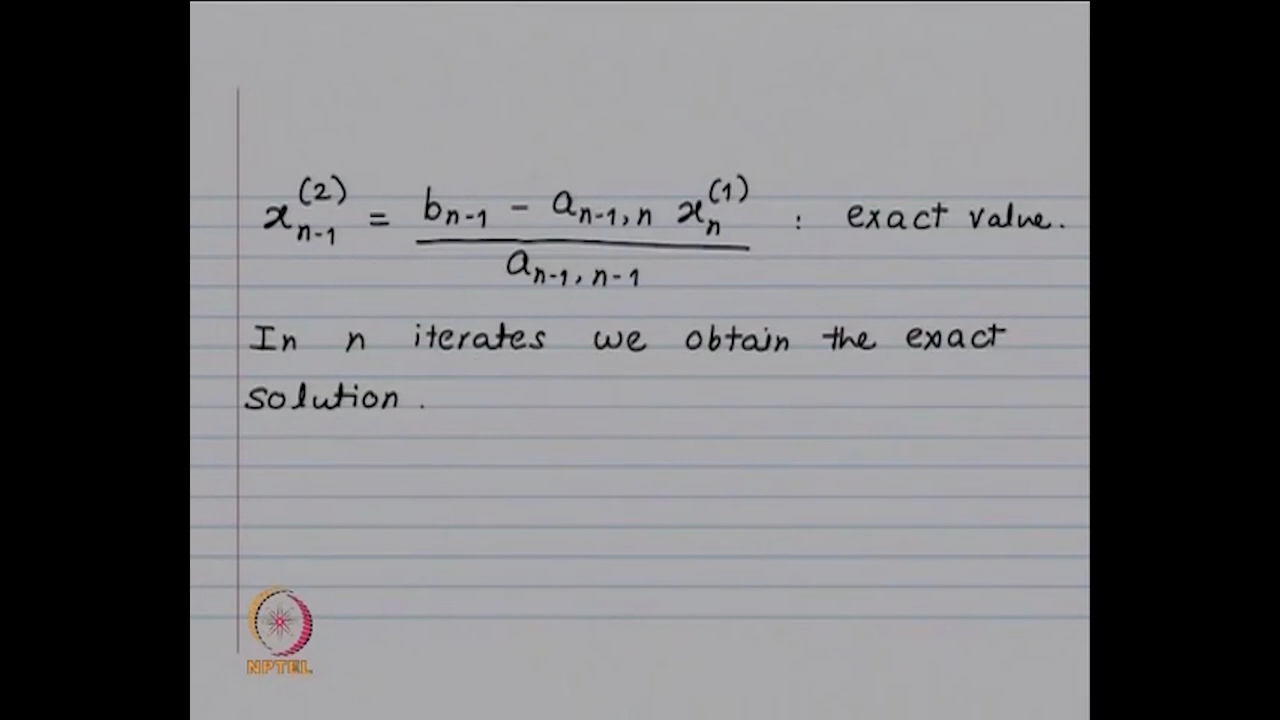 x_{n-1}^{(2)} = \frac{b_{n-1} - a_{n-1,n} x_n^{(1)}}{a_{n-1,n-1}} : exact value.
In n iterates we obtain the exact
solution.
NPTEL